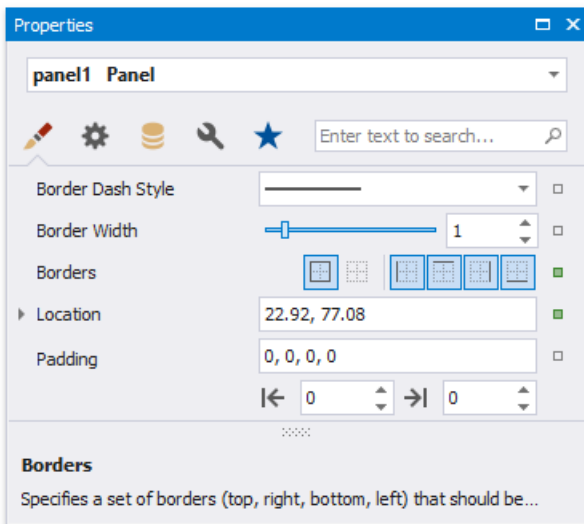 Properties
panel1 Panel
Enter text to search...
Border Dash Style
Border Width 1
Borders
Location 22.92, 77.08
Padding 0, 0, 0, 0
0 0
Borders
Specifies a set of borders (top, right, bottom, left) that should be...